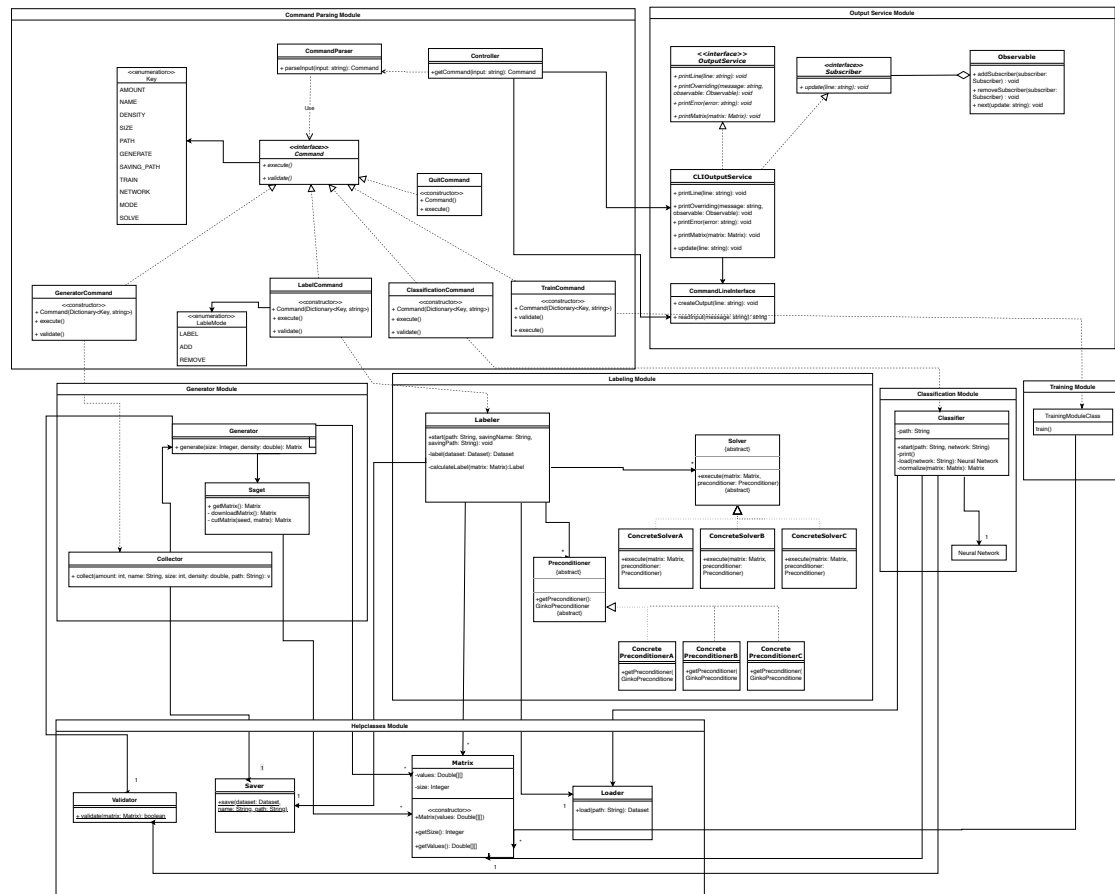 Command Parsing Module
Output Service Module
<<enumeration>>
Key
AMOUNT
NAME
DENSITY
SIZE
PATH
GENERATE
SAVING_PATH
TRAIN
NETWORK
MODE
SOLVE
CommandParser
+ parseInput(input: string): Command
Controller
+getCommand(input: string): Command
Use
<<interface>>
Command
+ execute()
+ validate()
QuitCommand
<<constructor>>
+ Command()
+ execute()
GeneratorCommand
<<constructor>>
+ Command(Dictionary<Key, string>)
+ execute()
+ validate()
<<enumeration>>
LableMode
LABEL
ADD
REMOVE
LabelCommand
<<constructor>>
+ Command(Dictionary<Key, string>)
+ execute()
+ validate()
ClassificationCommand
<<constructor>>
+ Command(Dictionary<Key, string>)
+ execute()
+ validate()
TrainCommand
<<constructor>>
+ Command(Dictionary<Key, string>)
+ validate()
+ execute()
<<interface>>
OutputService
+ printLine(line: string): void
+ printOverriding(message: string,
observable: Observable): void
+ printError(error: string): void
+ printMatrix(matrix: Matrix): void
<<interface>>
Subscriber
+ update(line: string): void
Observable
+ addSubscriber(subscriber:
Subscriber) : void
+ removeSubscriber(subscriber:
Subscriber) : void
+ next(update: string): void
CLIOutputService
+ printLine(line: string): void
+ printOverriding(message: string,
observable: Observable): void
+ printError(error: string): void
+ printMatrix(matrix: Matrix): void
+ update(line: string): void
CommandLineInterface
+ createOutput(line: string): void
+ readInput(message: string): string
Generator Module
Generator
+ generate(size: Integer, density: double): Matrix
Saget
+ getMatrix(): Matrix
- downloadMatrix(): Matrix
- cutMatrix(seed, matrix): Matrix
Collector
+ collect(amount: int, name: String, size: int, density: double, path: String): v
Labeling Module
Labeler
+start(path: String, savingName: String,
savingPath: String): void
-label(dataset: Dataset): Dataset
-calculateLabel(matrix: Matrix):Label
*
Solver
{abstract}
+execute(matrix: Matrix,
preconditioner: Preconditioner)
{abstract}
ConcreteSolverA
+execute(matrix: Matrix,
preconditioner:
Preconditioner)
ConcreteSolverB
+execute(matrix: Matrix,
preconditioner:
Preconditioner)
ConcreteSolverC
+execute(matrix: Matrix,
preconditioner:
Preconditioner)
*
Preconditioner
{abstract}
+getPreconditioner():
GinkoPreconditioner
{abstract}
Concrete
PreconditionerA
+getPreconditioner(
GinkoPreconditione
Concrete
PreconditionerB
+getPreconditioner(
GinkoPreconditione
Concrete
PreconditionerC
+getPreconditioner(
GinkoPreconditione
Classification Module
Classifier
-path: String
+start(path: String, network: String)
-print()
-load(network: String): Neural Network
-normalize(matrix: Matrix): Matrix
1
Neural Network
Training Module
TrainingModuleClass
train()
Helpclasses Module
1
Validator
+ validate(matrix: Matrix): boolean
1
Saver
+save(dataset: Dataset,
name: String, path: String)
1
*
*
*
Matrix
-values: Double[][]
-size: Integer
<<constructor>>
+Matrix(values: Double[][])
+getSize(): Integer
+getValues(): Double[][]
*
1
1
Loader
+load(path: String): Dataset